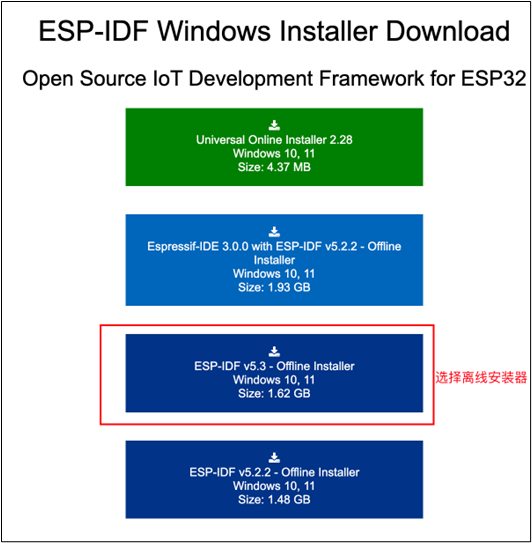 ESP-IDF Windows Installer Download
Open Source IoT Development Framework for ESP32
Universal Online Installer 2.28
Windows 10, 11
Size: 4.37 MB
Espressif-IDE 3.0.0 with ESP-IDF v5.2.2 - Offline
Installer
Windows 10, 11
Size: 1.93 GB
ESP-IDF v5.3 - Offline Installer
Windows 10, 11
Size: 1.62 GB
选择离线安装器
ESP-IDF v5.2.2 - Offline Installer
Windows 10, 11
Size: 1.48 GB